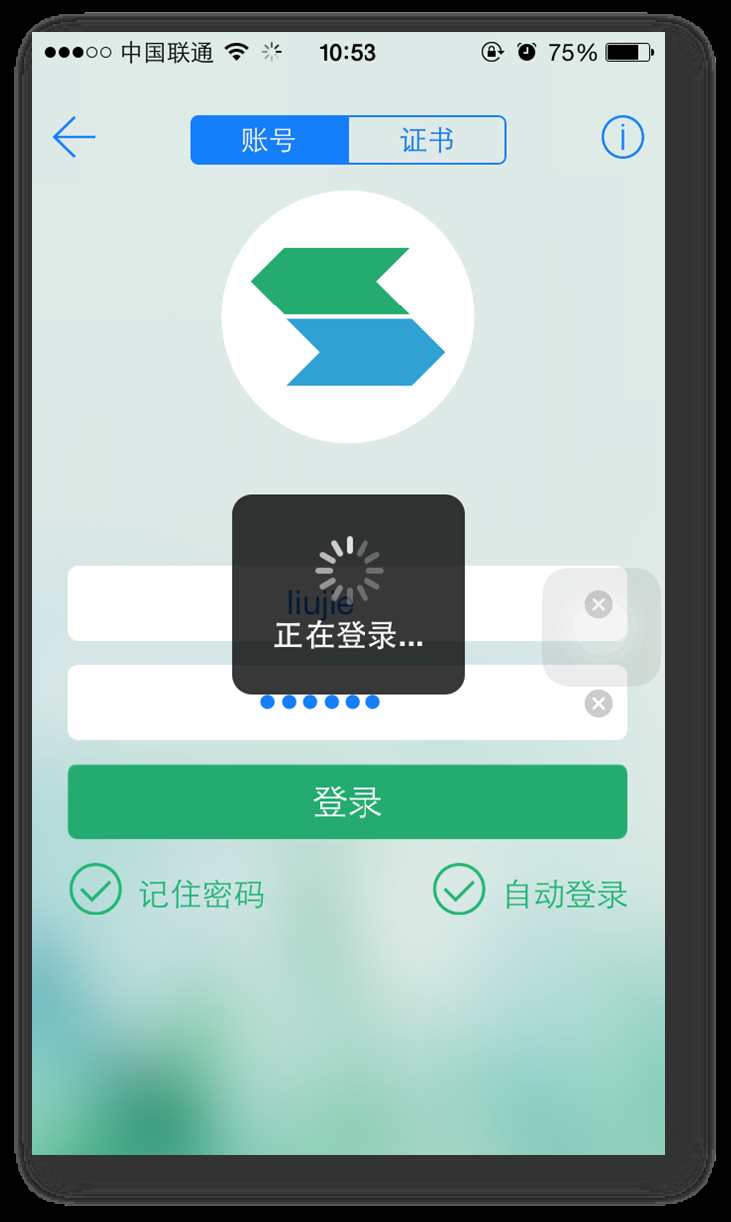 中国联通 10:53 75%
账号 证书
liujie
正在登录...
登录
记住密码 自动登录